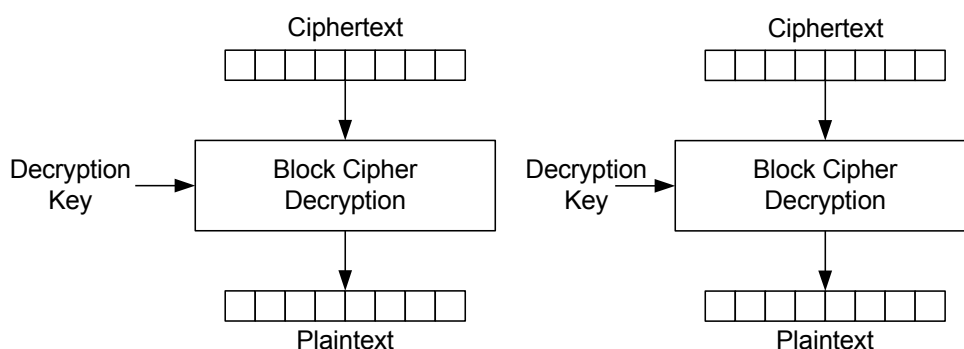 Ciphertext
Decryption
Key
Block Cipher
Decryption
Plaintext
Ciphertext
Decryption
Key
Block Cipher
Decryption
Plaintext